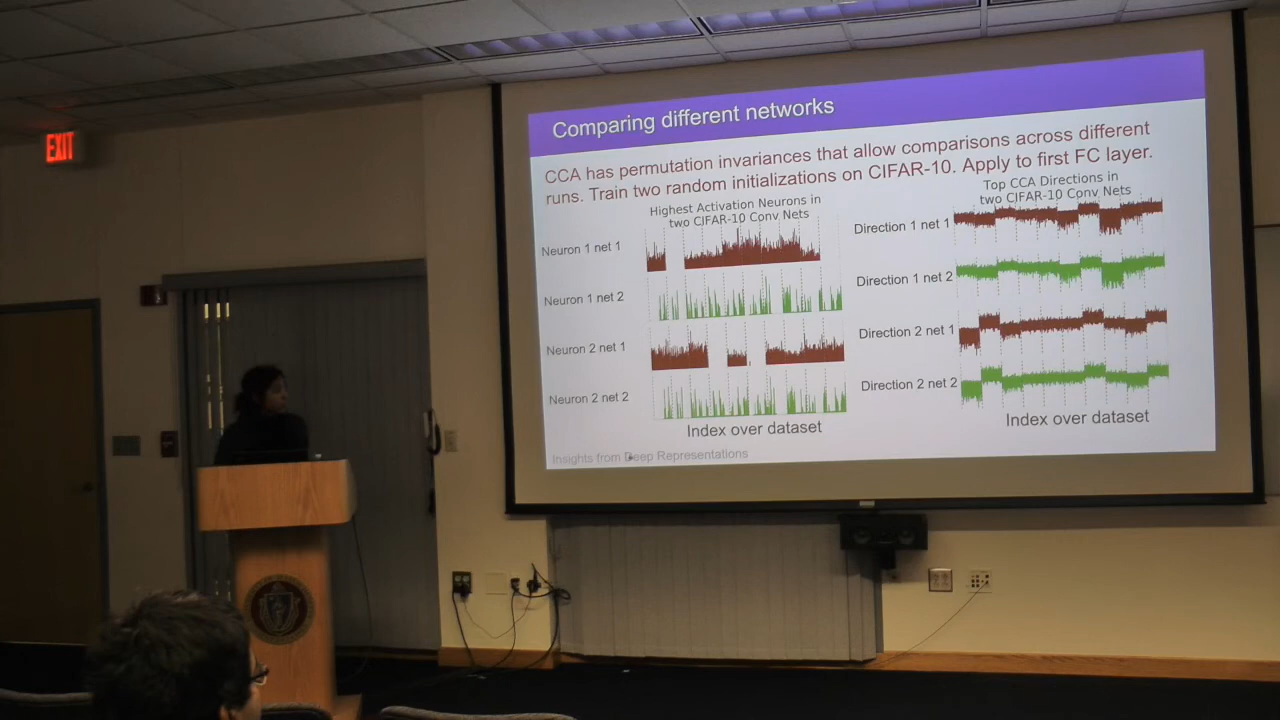 EXIT
Comparing different networks
CCA has permutation invariances that allow comparisons across different
runs. Train two random initializations on CIFAR-10. Apply to first FC layer.
Highest Activation Neurons in
two CIFAR-10 Conv Nets
Neuron 1 net 1
Neuron 1 net 2
Neuron 2 net 1
Neuron 2 net 2
Index over dataset
Top CCA Directions in
two CIFAR-10 Conv Nets
Direction 1 net 1
Direction 1 net 2
Direction 2 net 1
Direction 2 net 2
Index over dataset
Insights from Deep Representations